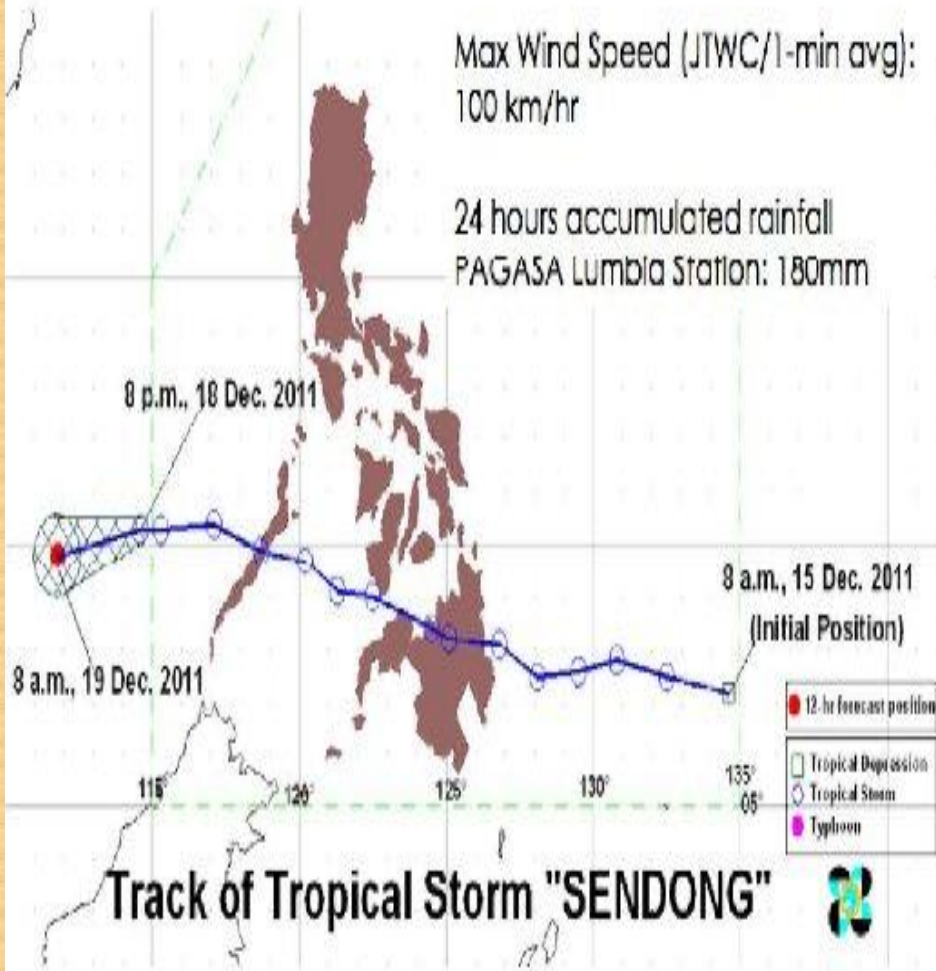 Max Wind Speed (JTWC/1-min avg):
100 km/hr
24 hours accumulated rainfall
PAGASA Lumbia Station: 180mm
8 p.m., 18 Dec. 2011
8 a.m., 15 Dec. 2011
(Initial Position)
8 a.m., 19 Dec. 2011
12-hr forecast position
Tropical Depression
Tropical Storm
Typhoon
115°
120°
125°
130°
135°
05°
Track of Tropical Storm "SENDONG"